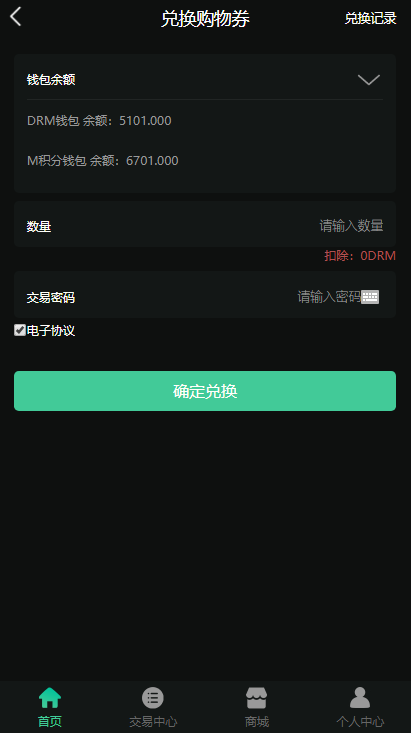 兑换购物券 兑换记录
钱包余额
DRM钱包 余额：5101.000
M积分钱包 余额：6701.000
数量 请输入数量
扣除：0DRM
交易密码 请输入密码
电子协议
确定兑换
首页 交易中心 商城 个人中心